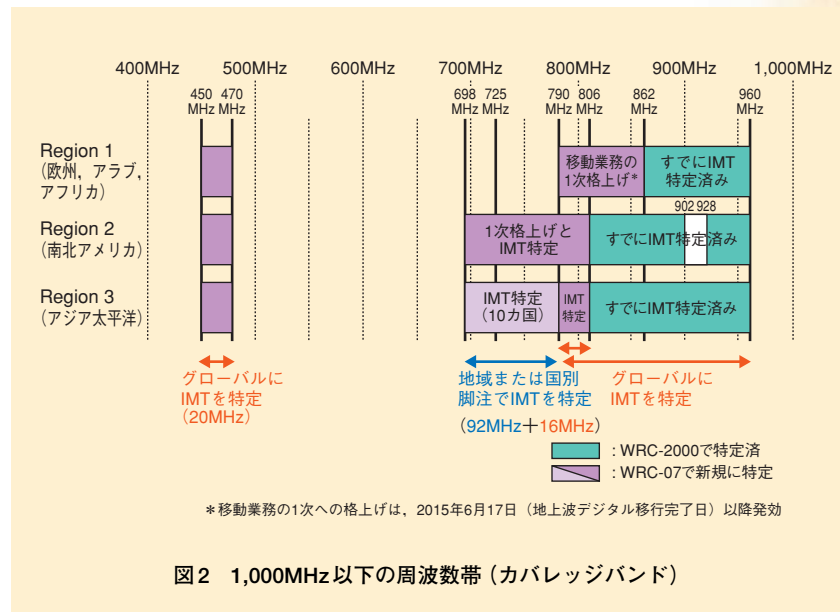 400MHz 500MHz 600MHz 700MHz 800MHz 900MHz 1,000MHz
450 470 698 725 790 806 862 960
MHz MHz MHz MHz MHz MHz MHz MHz
Region 1
(欧州，アラブ，
アフリカ)
移動業務の
1次格上げ*
すでにIMT
特定済み
902 928
Region 2
(南北アメリカ)
1次格上げと
IMT特定
すでにIMT特定済み
Region 3
(アジア太平洋)
IMT特定
(10カ国)
IMT
特定
すでにIMT特定済み
グローバルに
IMTを特定
(20MHz)
地域または国別
脚注でIMTを特定
(92MHz＋16MHz)
グローバルに
IMTを特定
: WRC-2000で特定済
: WRC-07で新規に特定
＊移動業務の1次への格上げは，2015年6月17日（地上波デジタル移行完了日）以降発効
図2　1,000MHz以下の周波数帯（カバレッジバンド）